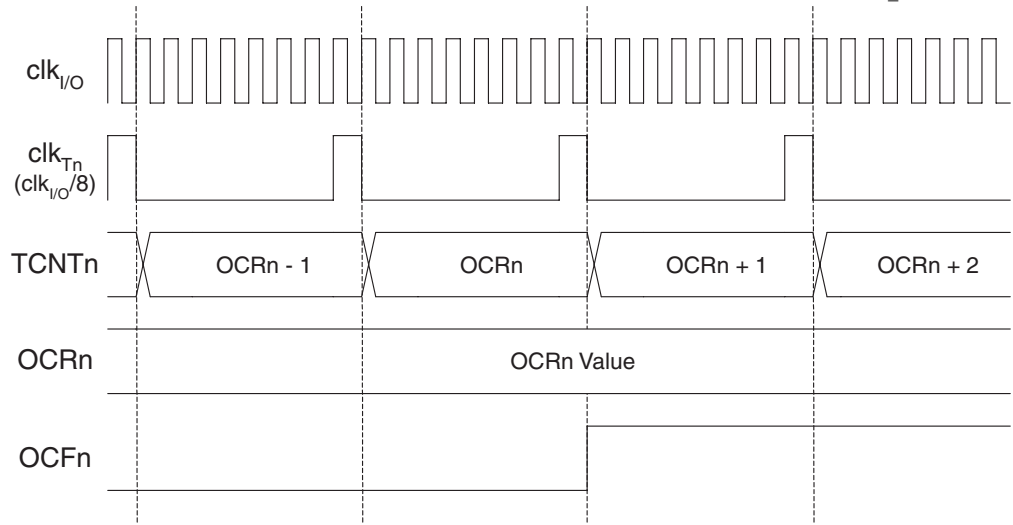 clkI/O
clkTn
(clkI/O/8)
TCNTn
OCRn - 1
OCRn
OCRn + 1
OCRn + 2
OCRn
OCRn Value
OCFn